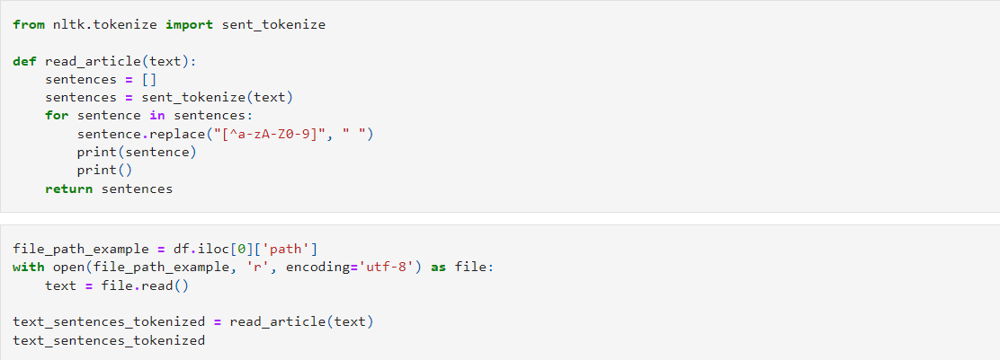 from nltk.tokenize import sent_tokenize
def read_article(text):
    sentences = []
    sentences = sent_tokenize(text)
    for sentence in sentences:
        sentence.replace("[^a-zA-Z0-9]", " ")
        print(sentence)
        print()
    return sentences
file_path_example = df.iloc[0]['path']
with open(file_path_example, 'r', encoding='utf-8') as file:
    text = file.read()
text_sentences_tokenized = read_article(text)
text_sentences_tokenized